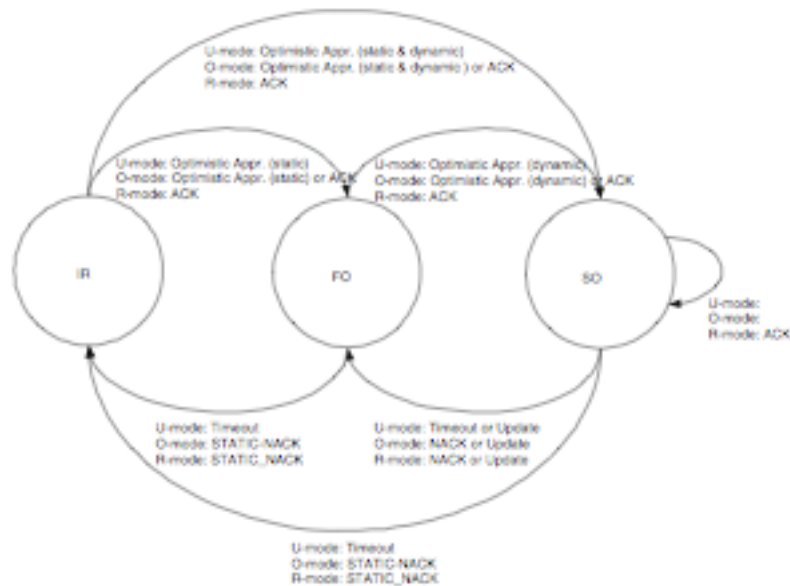 U-mode: Optimistic Appr. (static & dynamic)
O-mode: Optimistic Appr. (static & dynamic ) or ACK
R-mode: ACK
U-mode: Optimistic Appr. (static)
O-mode: Optimistic Appr. (static) or ACK
R-mode: ACK
U-mode: Optimistic Appr. (dynamic)
O-mode: Optimistic Appr. (dynamic) or ACK
R-mode: ACK
IR
FO
SO
U-mode:
O-mode:
R-mode: ACK
U-mode: Timeout
O-mode: STATIC-NACK
R-mode: STATIC_NACK
U-mode: Timeout or Update
O-mode: NACK or Update
R-mode: NACK or Update
U-mode: Timeout
O-mode: STATIC-NACK
R-mode: STATIC_NACK